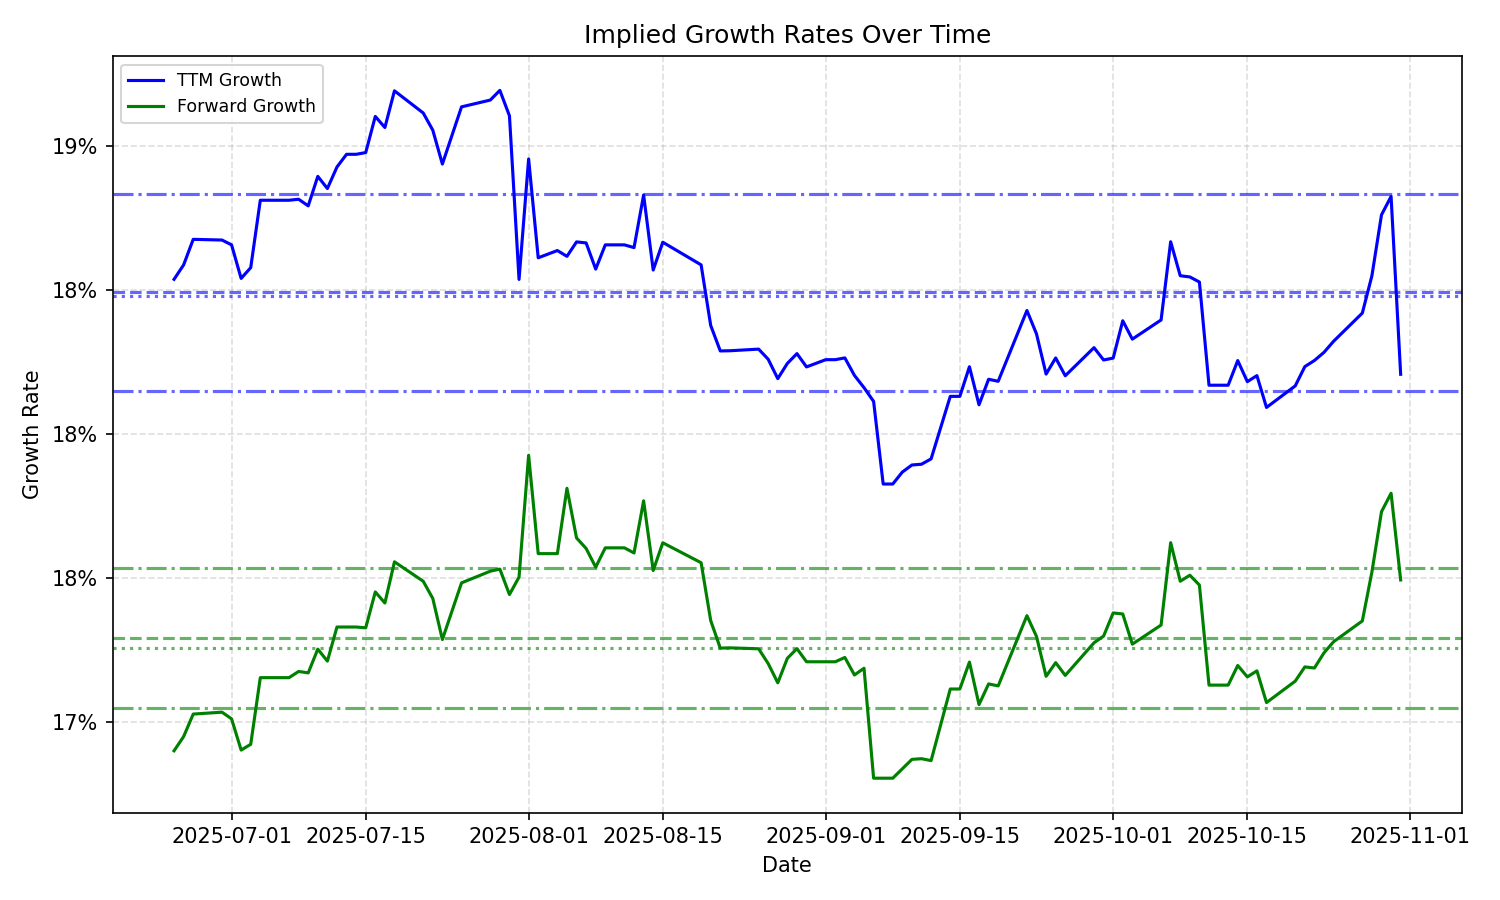 Implied Growth Rates Over Time
TTM Growth
Forward Growth
19%
18%
18%
18%
17%
Growth Rate
2025-07-01 2025-07-15 2025-08-01 2025-08-15 2025-09-01 2025-09-15 2025-10-01 2025-10-15 2025-11-01
Date